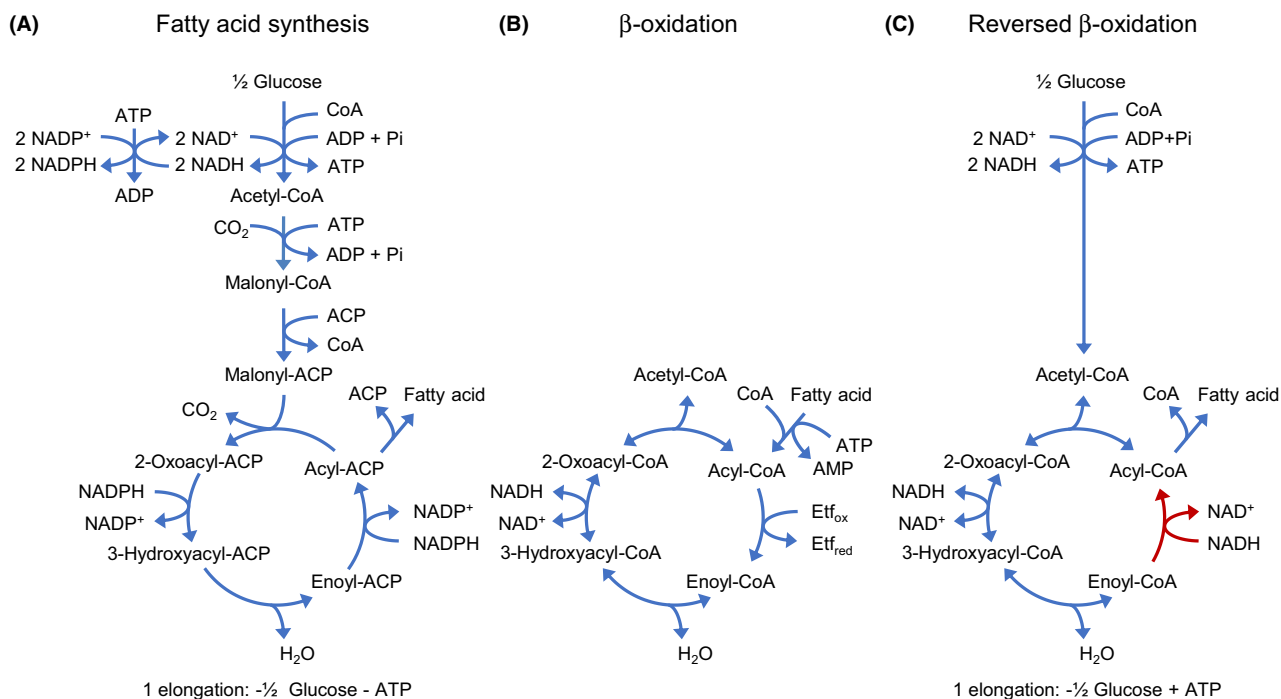 (A) Fatty acid synthesis
½ Glucose
ATP
CoA
2 NADP⁺
2 NAD⁺
ADP + Pi
2 NADPH
2 NADH
ATP
ADP
Acetyl-CoA
CO₂
ATP
ADP + Pi
Malonyl-CoA
ACP
CoA
Malonyl-ACP
CO₂
ACP
Fatty acid
2-Oxoacyl-ACP
Acyl-ACP
NADPH
NADP⁺
NADP⁺
NADPH
3-Hydroxyacyl-ACP
Enoyl-ACP
H₂O
1 elongation: -½ Glucose - ATP
(B) β-oxidation
Acetyl-CoA
CoA
Fatty acid
ATP
AMP
2-Oxoacyl-CoA
Acyl-CoA
NADH
NAD⁺
Etfox
Etfred
3-Hydroxyacyl-CoA
Enoyl-CoA
H₂O
(C) Reversed β-oxidation
½ Glucose
CoA
2 NAD⁺
ADP+Pi
2 NADH
ATP
Acetyl-CoA
CoA
Fatty acid
2-Oxoacyl-CoA
Acyl-CoA
NADH
NAD⁺
NAD⁺
NADH
3-Hydroxyacyl-CoA
Enoyl-CoA
H₂O
1 elongation: -½ Glucose + ATP